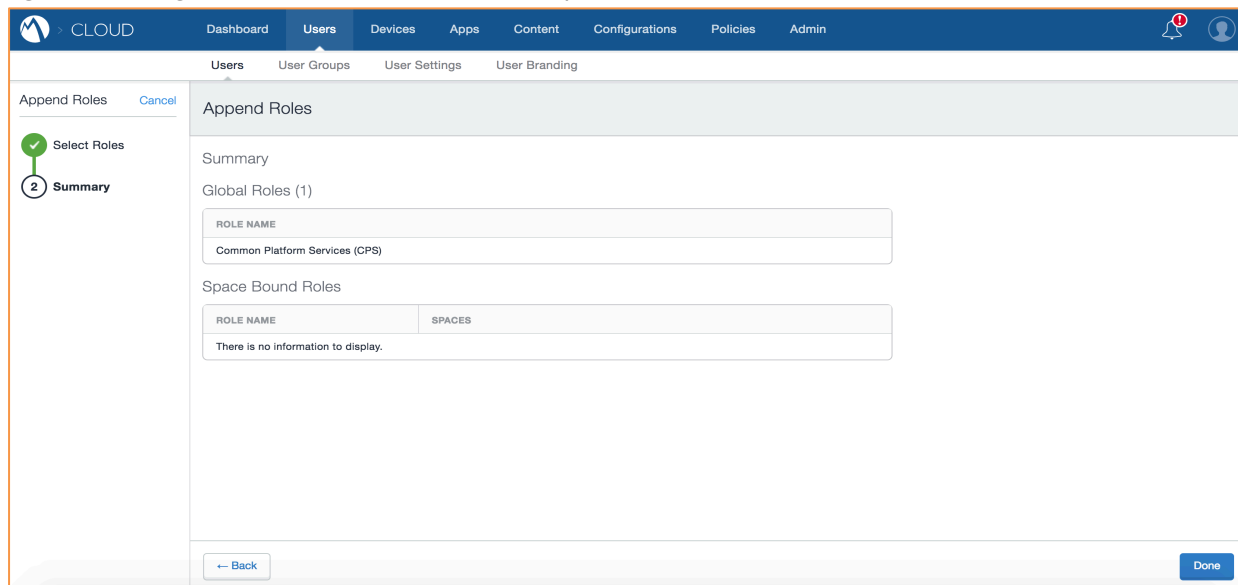 > CLOUD
Dashboard Users Devices Apps Content Configurations Policies Admin
!
Users User Groups User Settings User Branding
Append Roles Cancel
Select Roles
2 Summary
Append Roles
Summary
Global Roles (1)
ROLE NAME
Common Platform Services (CPS)
Space Bound Roles
ROLE NAME SPACES
There is no information to display.
← Back
Done